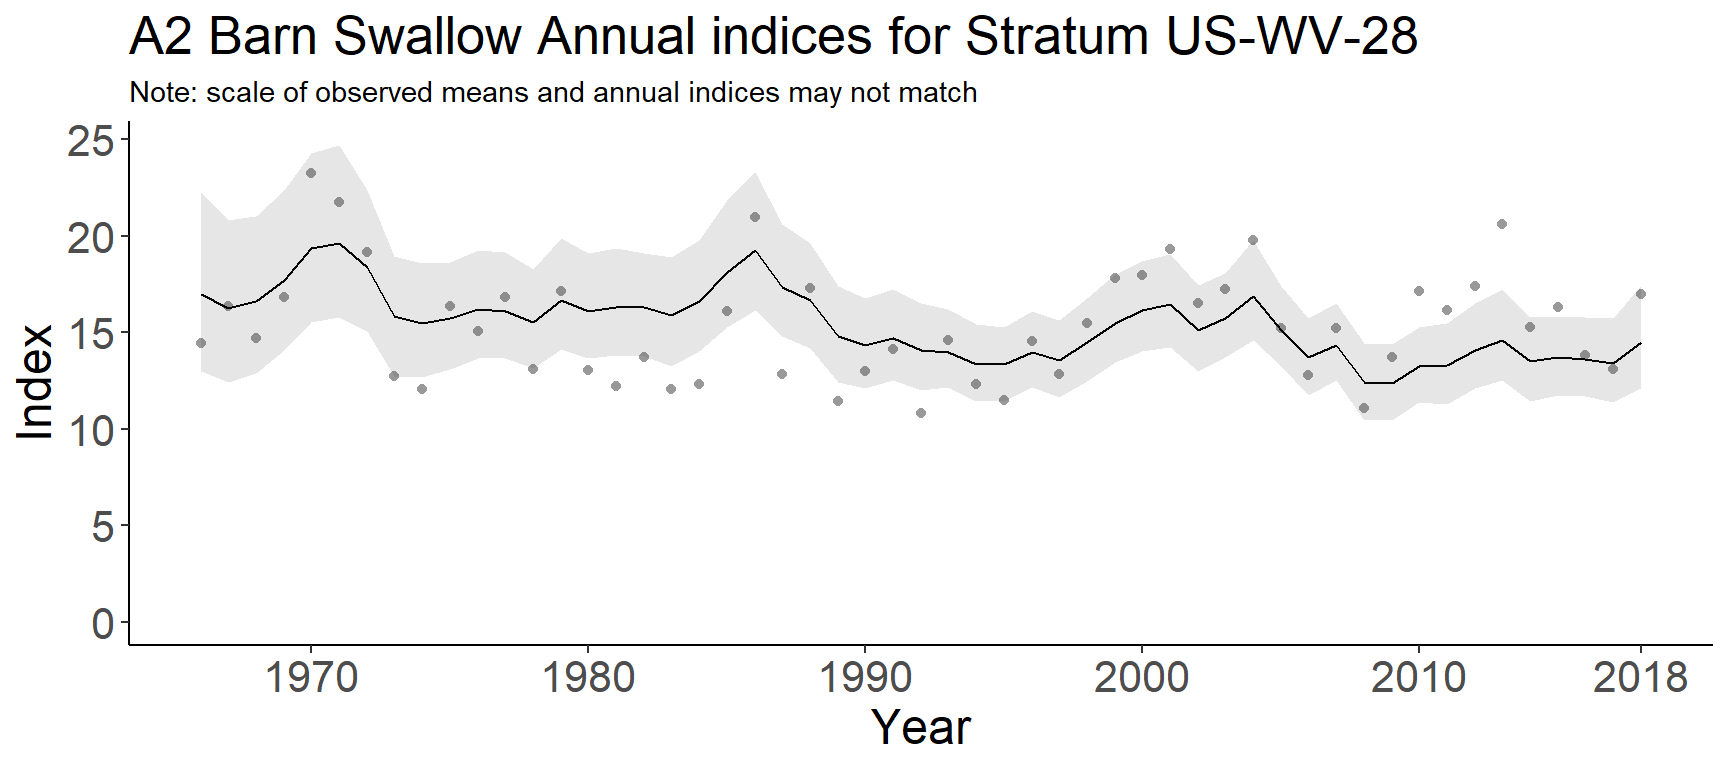 A2 Barn Swallow Annual indices for Stratum US-WV-28
Note: scale of observed means and annual indices may not match
25
20
15
10
5
0
Index
1970 1980 1990 2000 2010 2018
Year